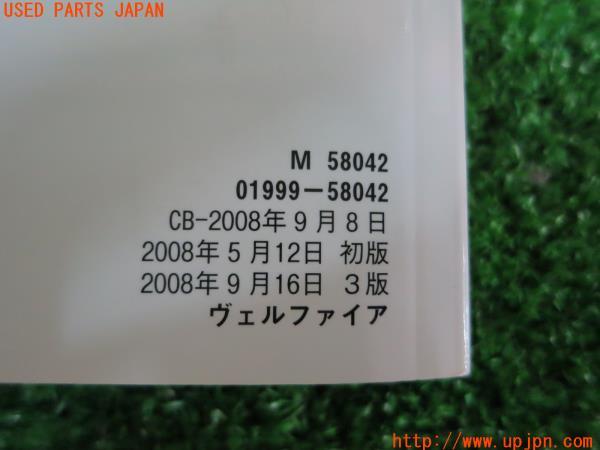 USED PARTS JAPAN
M 58042
01999-58042
CB-2008年9月8日
2008年5月12日 初版
2008年9月16日 3版
ヴェルファイア
http://www.upjpn.com/